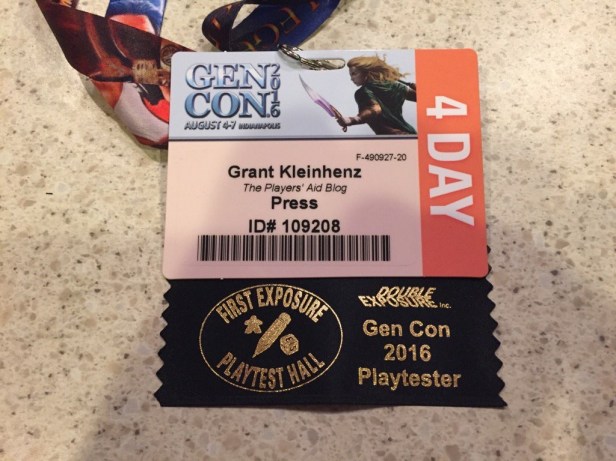 GEN
CON
2016
AUGUST 4-7 INDIANAPOLIS
4 DAY
F-490927-20
Grant Kleinhenz
The Players' Aid Blog
Press
ID# 109208
FIRST EXPOSURE
PLAYTEST HALL
DOUBLE
EXPOSURE Inc.
Gen Con
2016
Playtester